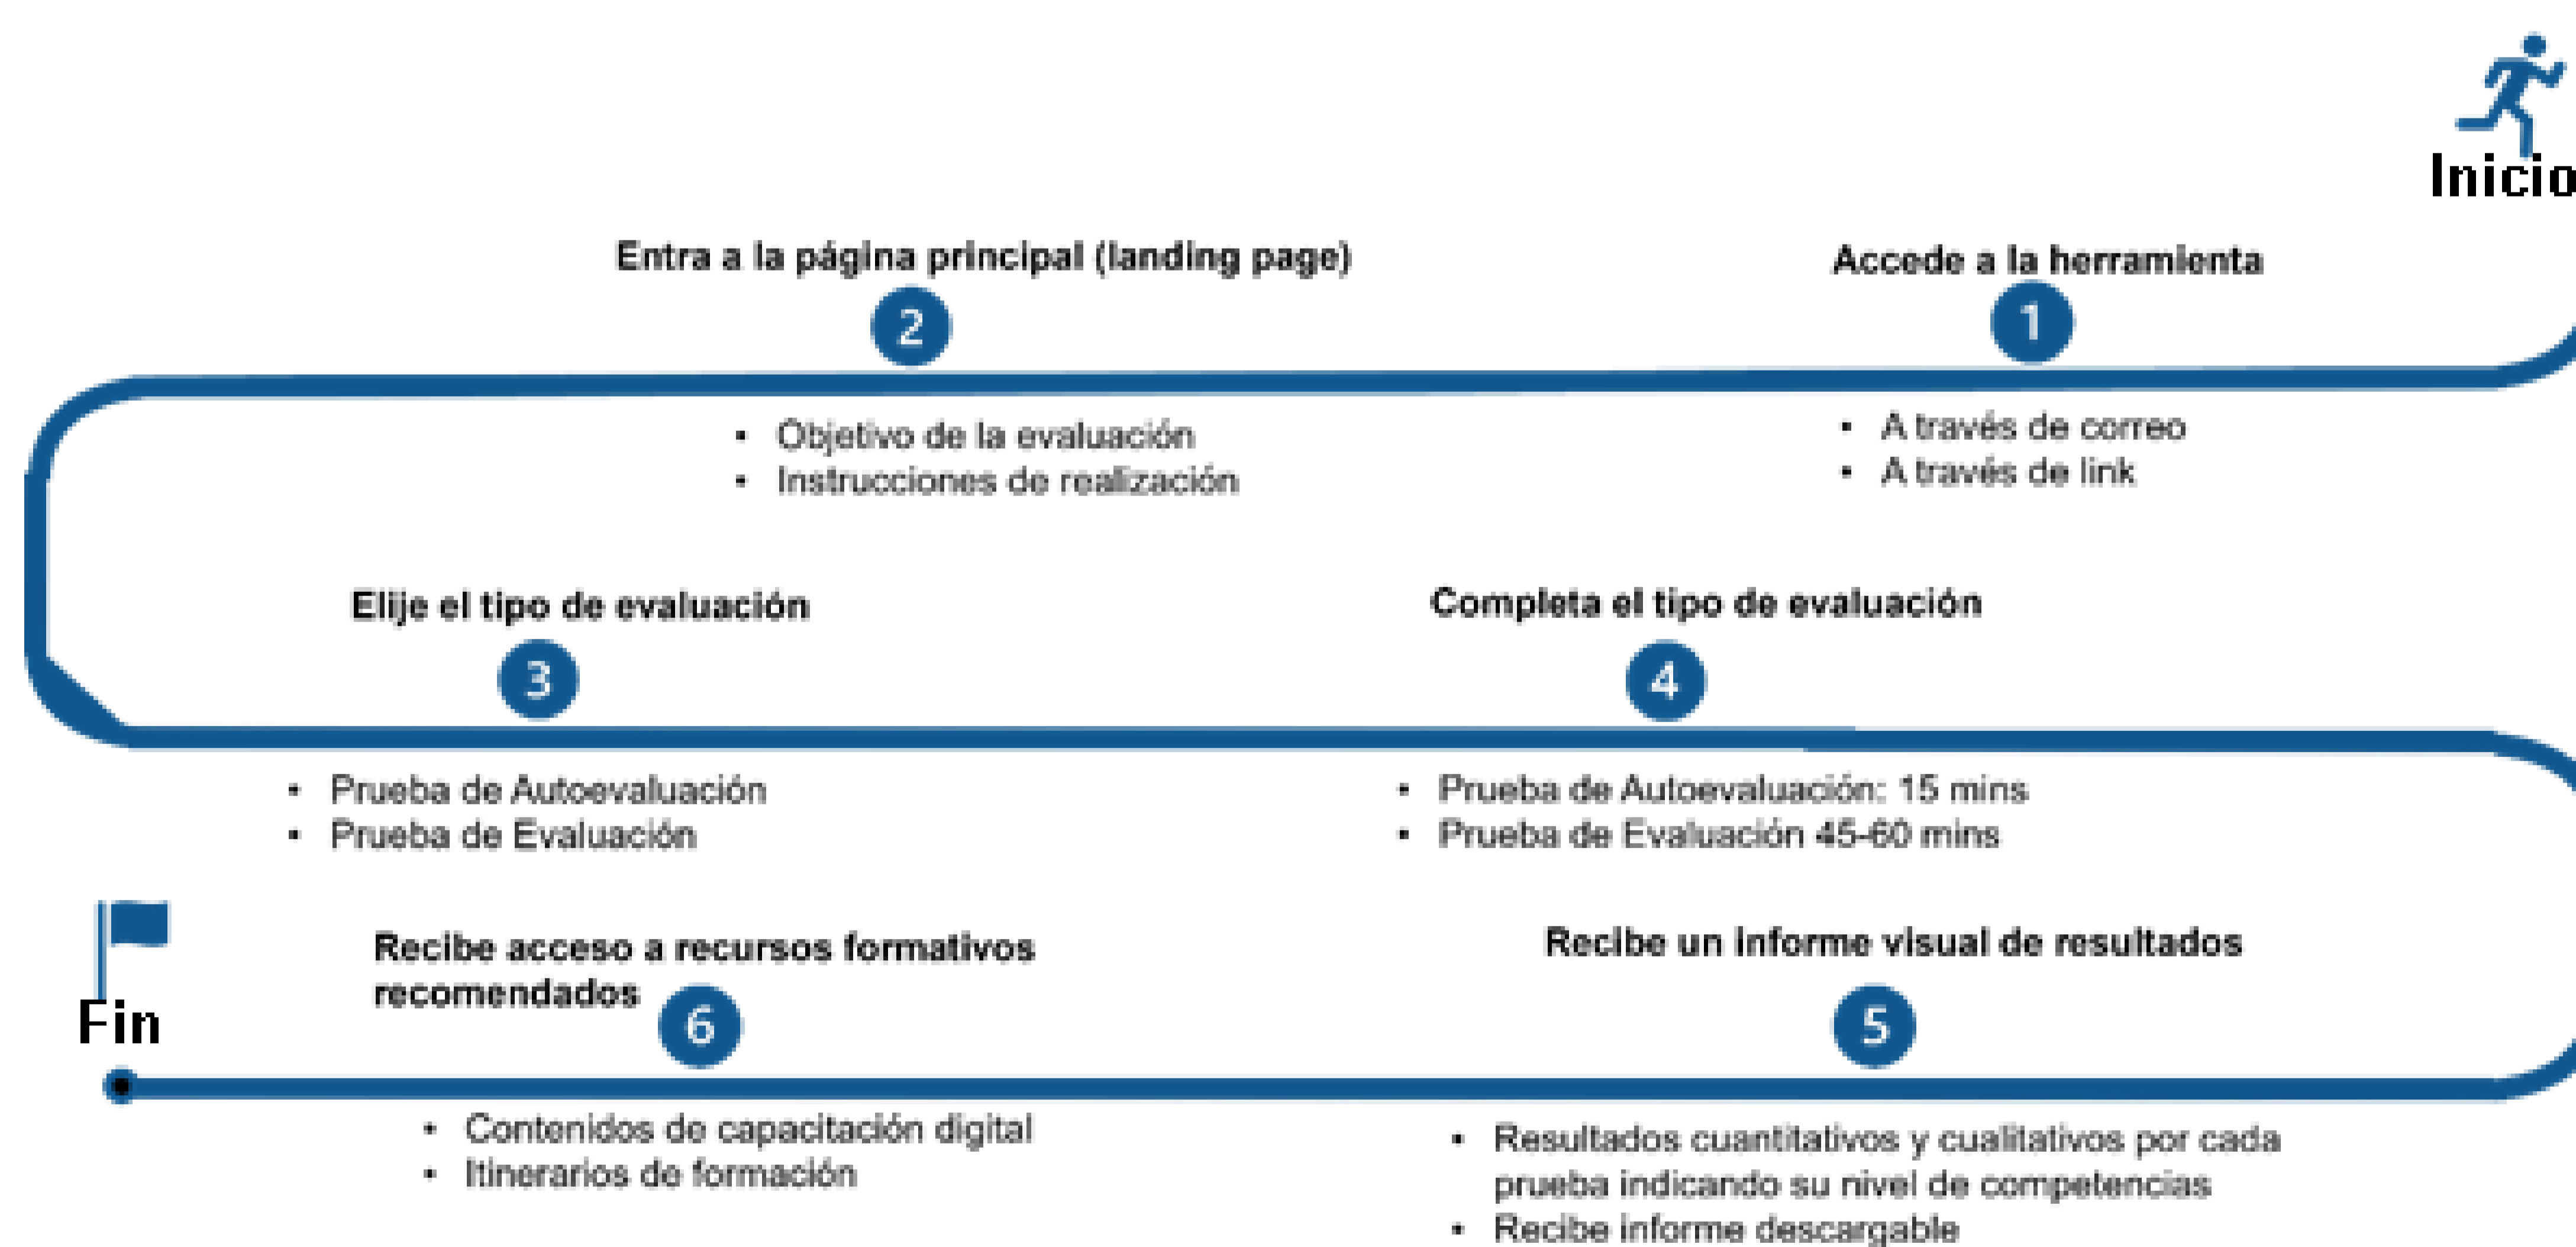 Inicio
Accede a la herramienta
1
• A través de correo
• A través de link
Entra a la página principal (landing page)
2
• Objetivo de la evaluación
• Instrucciones de realización
Elije el tipo de evaluación
3
• Prueba de Autoevaluación
• Prueba de Evaluación
Completa el tipo de evaluación
4
• Prueba de Autoevaluación: 15 mins
• Prueba de Evaluación 45-60 mins
Recibe un informe visual de resultados
5
• Resultados cuantitativos y cualitativos por cada
prueba indicando su nivel de competencias
• Recibe informe descargable
Recibe acceso a recursos formativos
recomendados
6
• Contenidos de capacitación digital
• Itinerarios de formación
Fin